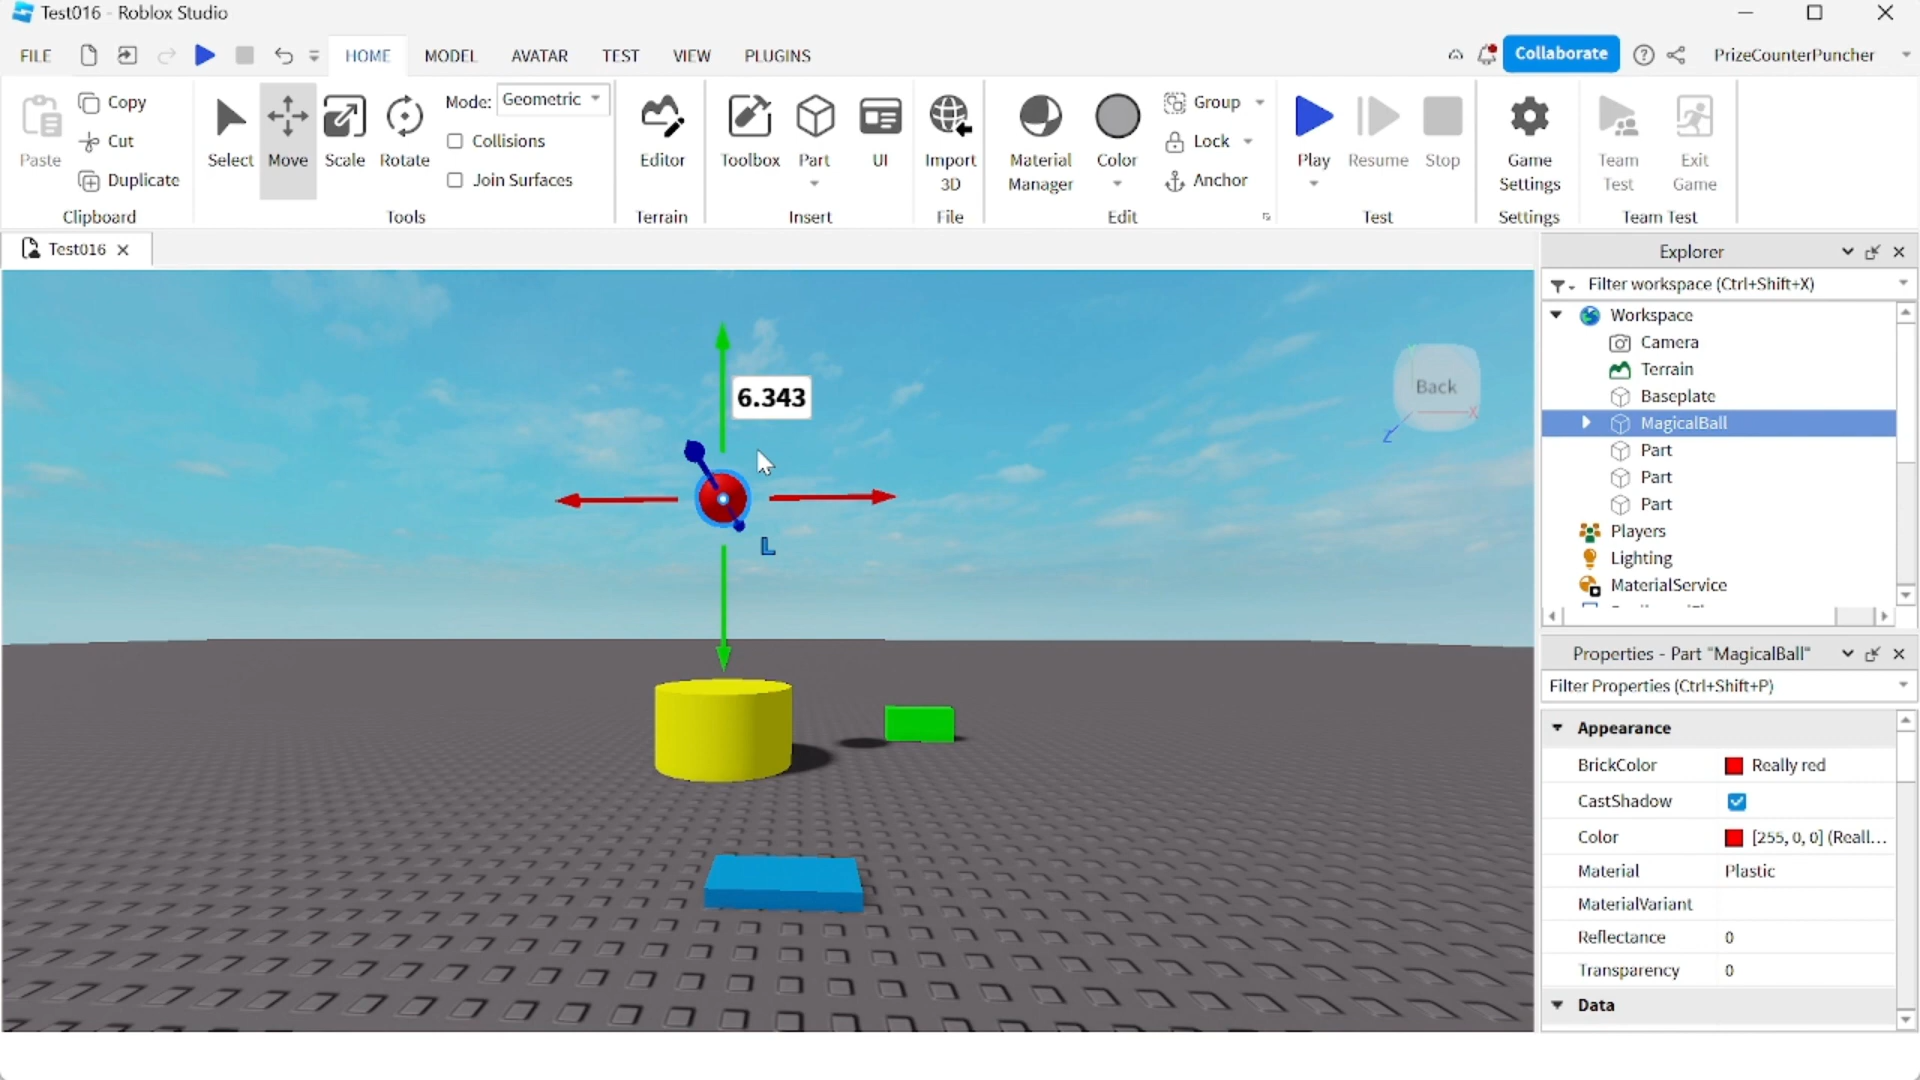 Test016 - Roblox Studio
FILE HOME MODEL AVATAR TEST VIEW PLUGINS Collaborate PrizeCounterPuncher
Paste
Copy
Cut
Duplicate
Clipboard
Select Move Scale Rotate
Mode: Geometric
Collisions
Join Surfaces
Tools
Editor
Terrain
Toolbox Part UI
Insert
Import
3D
File
Material
Manager
Color
Group
Lock
Anchor
Edit
Play Resume Stop
Test
Game
Settings
Settings
Team
Test
Exit
Game
Team Test
Test016
6.343
L
Back
X
Z
Explorer
Filter workspace (Ctrl+Shift+X)
Workspace
Camera
Terrain
Baseplate
MagicalBall
Part
Part
Part
Players
Lighting
MaterialService
Properties - Part "MagicalBall"
Filter Properties (Ctrl+Shift+P)
Appearance
BrickColor Really red
CastShadow
Color [255, 0, 0] (Reall...
Material Plastic
MaterialVariant
Reflectance 0
Transparency 0
Data